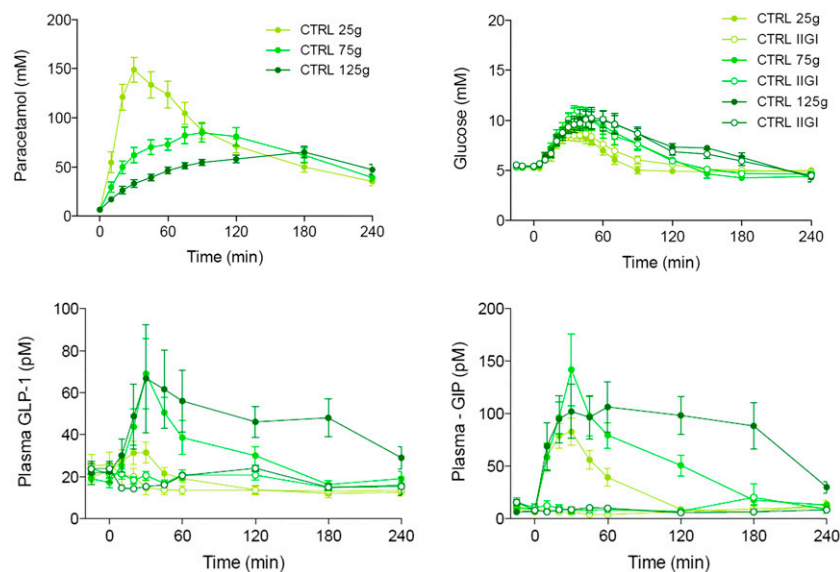 CTRL 25g
CTRL 75g
CTRL 125g
200
150
100
50
0
Paracetamol (mM)
0 60 120 180 240
Time (min)
CTRL 25g
CTRL IIGI
CTRL 75g
CTRL IIGI
CTRL 125g
CTRL IIGI
20
15
10
5
0
Glucose (mM)
0 60 120 180 240
Time (min)
100
80
60
40
20
0
Plasma GLP-1 (pM)
0 60 120 180 240
Time (min)
200
150
100
50
0
Plasma - GIP (pM)
0 60 120 180 240
Time (min)